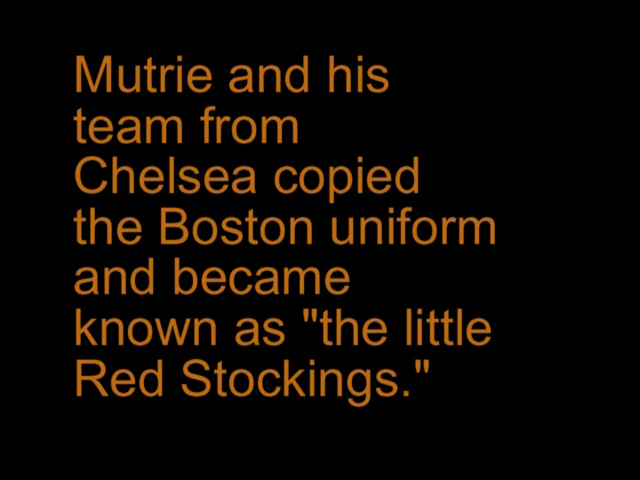 Mutrie and his
team from
Chelsea copied
the Boston uniform
and became
known as "the little
Red Stockings."